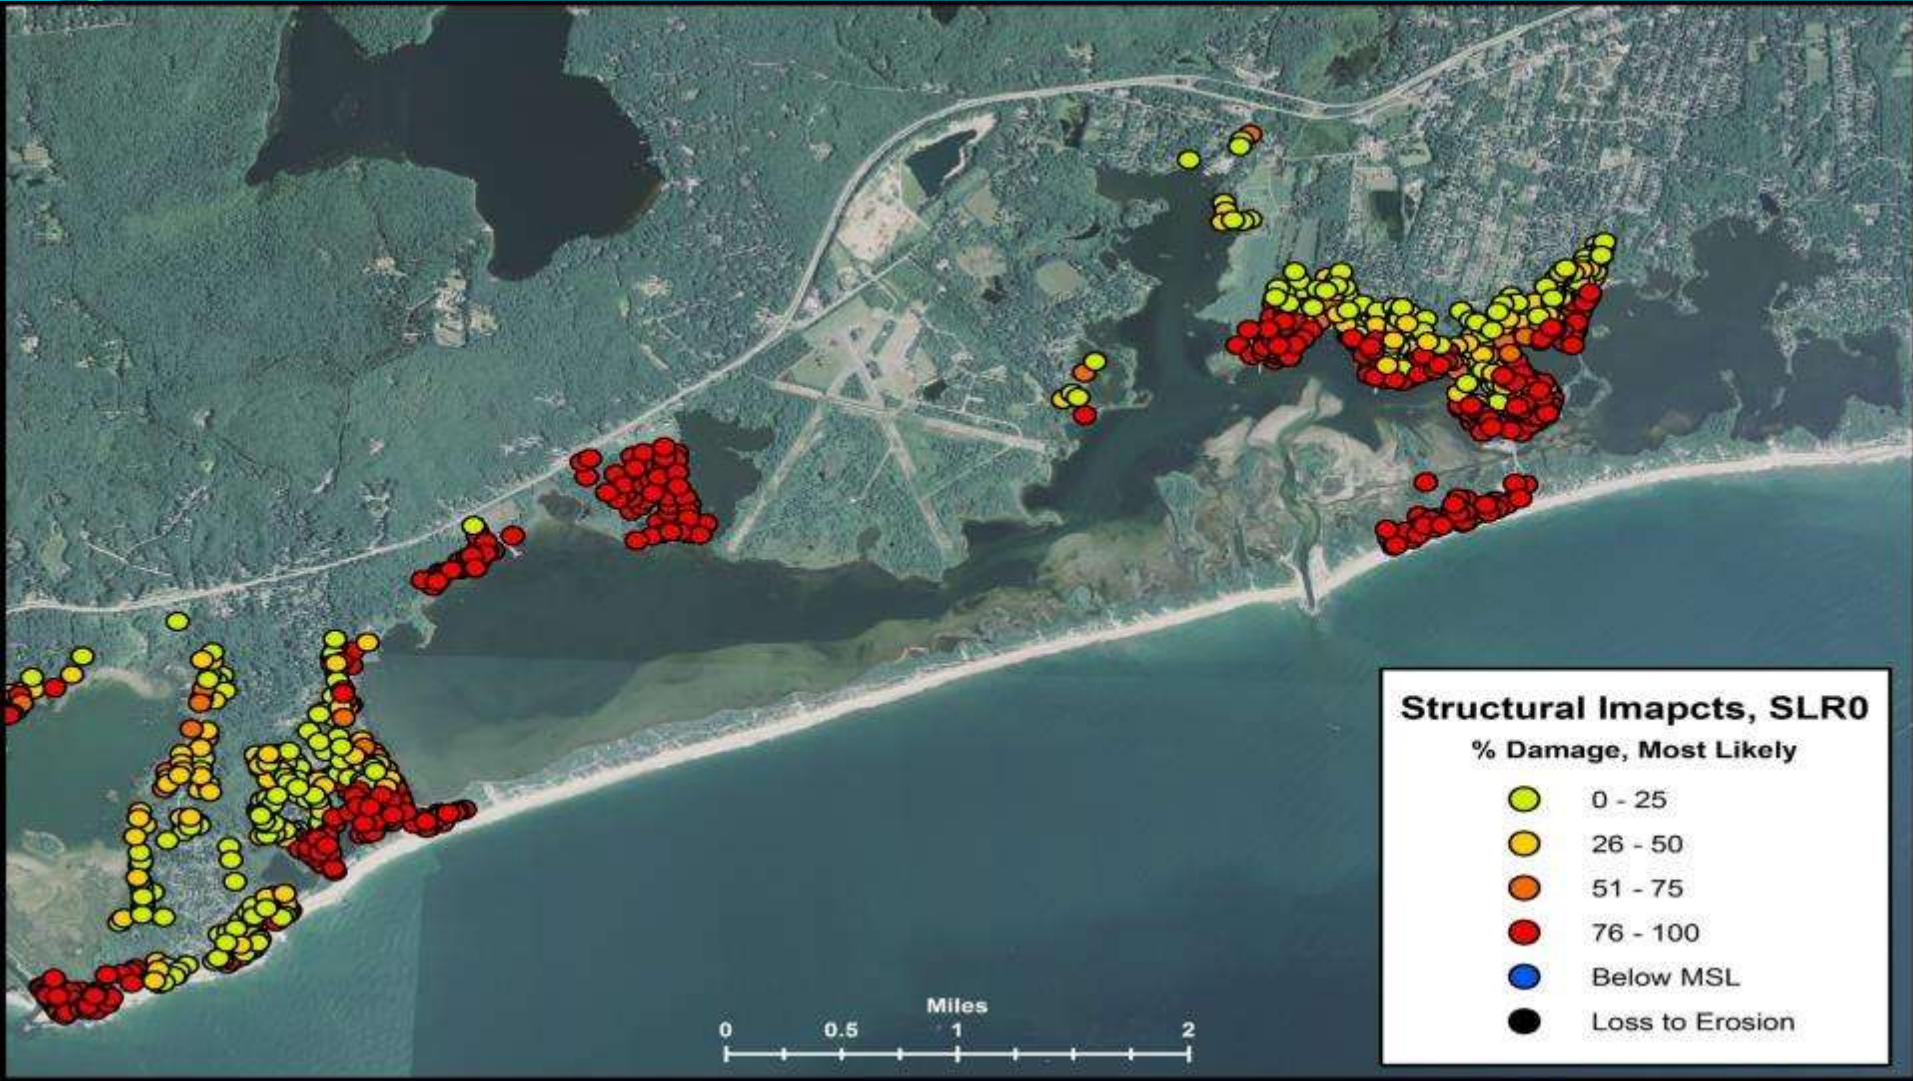 Structural Imapcts, SLR0
% Damage, Most Likely
0 - 25
26 - 50
51 - 75
76 - 100
Below MSL
Loss to Erosion
Miles
0 0.5 1 2